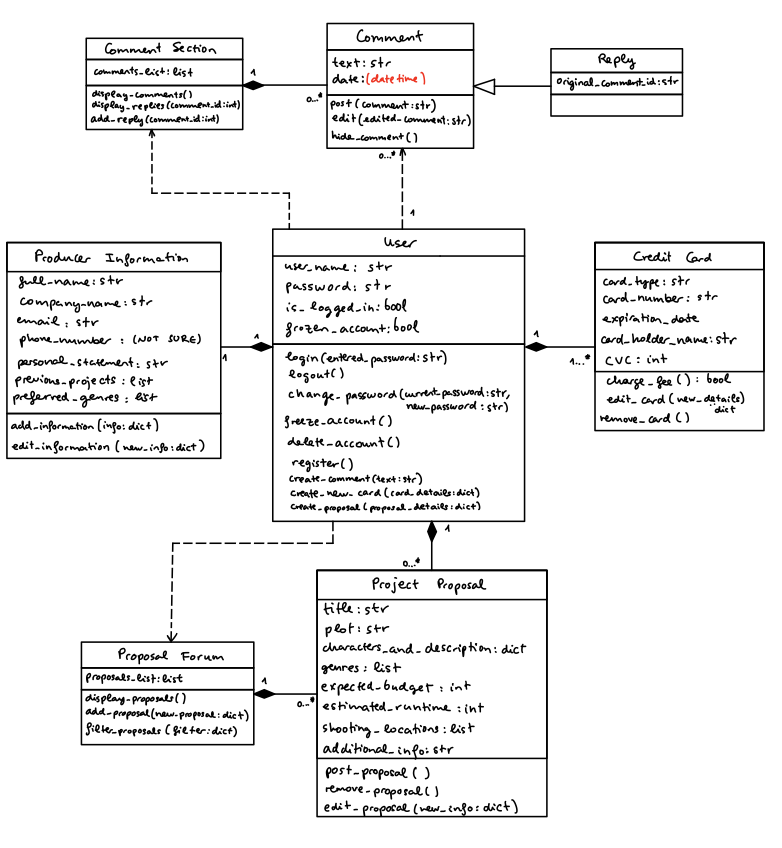 Comment Section
comments_list: list
display_comments()
display_replies(comment_id:int)
add_reply(comment_id:int)
1
0...*
Comment
text: str
date:(datetime)
post(comment:str)
edit(edited_comment:str)
hide_comment()
0...*
1
Reply
original_comment_id:str
Producer Information
full_name: str
company_name: str
email: str
phone_number : (NOT SURE)
personal_statement: str
previous_projects : list
preferred_genres: list
add_information (info: dict)
edit_information (new_info: dict)
1
1
User
user_name: str
password: str
is_logged_in: bool
frozen_account: bool
login(entered_password: str)
logout()
change_password(current_password:str,
new_password: str)
freeze_account()
delete_account()
register()
create_comment(text:str)
create_new_card (card_details:dict)
create_proposal (proposal_details: dict)
1
1...*
Credit Card
card_type: str
card_number: str
expiration_date
card_holder_name: str
CVC: int
charge_fee(): bool
edit_card (new_details)
dict
remove_card()
1
0...*
Project Proposal
title: str
plot: str
characters_and_description: dict
genres: list
expected_budget : int
estimated_runtime : int
shooting_locations: list
additional_info: str
post_proposal()
remove_proposal()
edit_proposal(new_info: dict)
Proposal Forum
proposals_list: list
display_proposals()
add_proposal(new_proposal: dict)
filter_proposals (filter: dict)
1
0...*